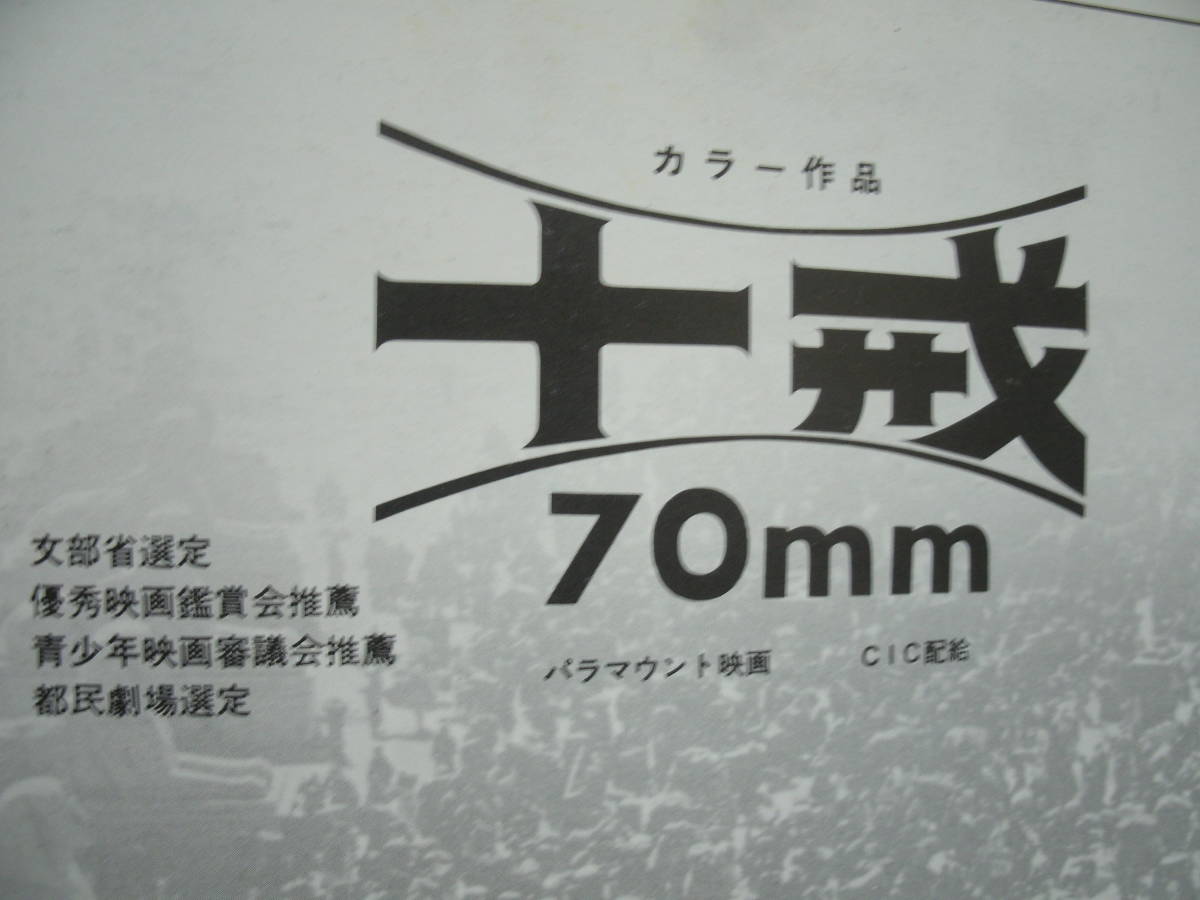 カラー作品
十戒
70mm
パラマウント映画 CIC配給
文部省選定
優秀映画鑑賞会推薦
青少年映画審議会推薦
都民劇場選定